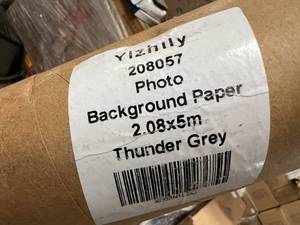 Yizhily
208057
Photo
Background Paper
2.08x5m
Thunder Grey